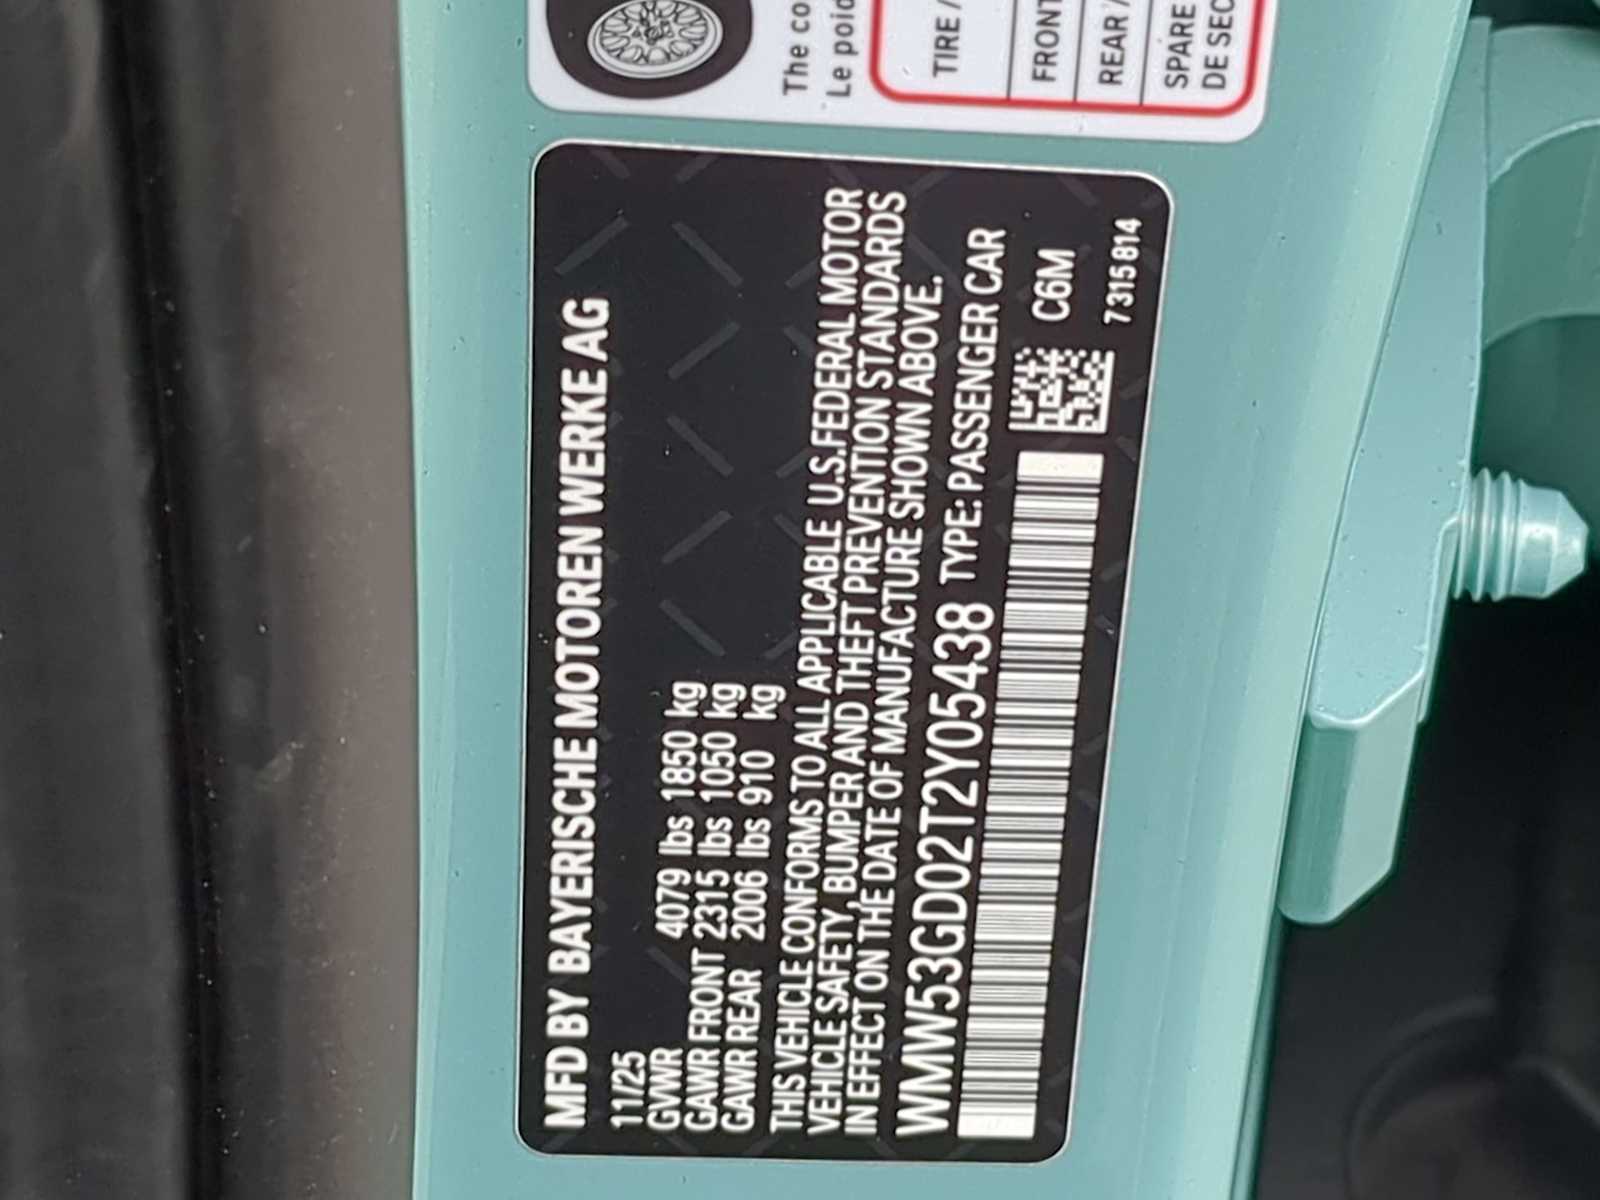 MFD BY BAYERISCHE MOTOREN WERKE AG
11/25
GVWR 4079 lbs 1850 kg
GAWR FRONT 2315 lbs 1050 kg
GAWR REAR 2006 lbs 910 kg
THIS VEHICLE CONFORMS TO ALL APPLICABLE U.S.FEDERAL MOTOR
VEHICLE SAFETY, BUMPER AND THEFT PREVENTION STANDARDS
IN EFFECT ON THE DATE OF MANUFACTURE SHOWN ABOVE.
WMW53GD02T2Y05438 TYPE: PASSENGER CAR
C6M
7315814
The co
Le poid
TIRE /
FRONT
REAR /
SPARE
DE SEC